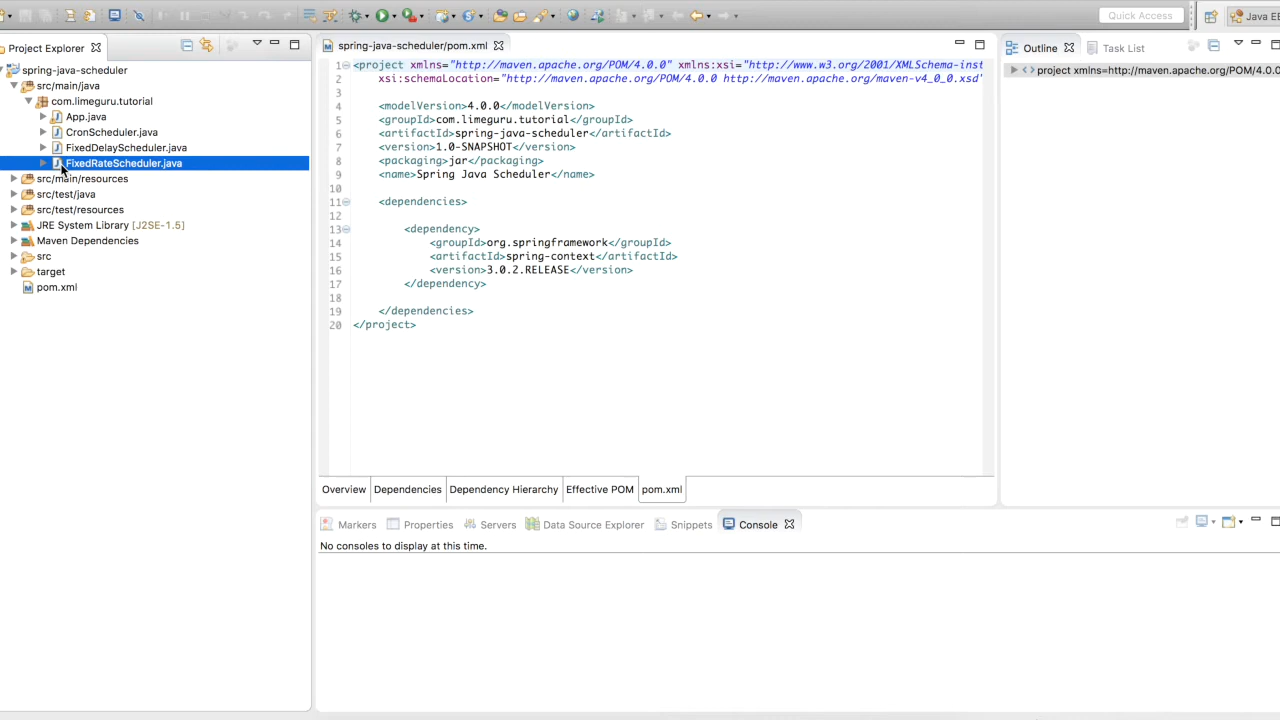 Quick Access
Java EE
Project Explorer
spring-java-scheduler
src/main/java
com.limeguru.tutorial
App.java
CronScheduler.java
FixedDelayScheduler.java
FixedRateScheduler.java
src/main/resources
src/test/java
src/test/resources
JRE System Library [J2SE-1.5]
Maven Dependencies
src
target
pom.xml
spring-java-scheduler/pom.xml
1 <project xmlns="http://maven.apache.org/POM/4.0.0" xmlns:xsi="http://www.w3.org/2001/XMLSchema-inst
2 xsi:schemaLocation="http://maven.apache.org/POM/4.0.0 http://maven.apache.org/maven-v4_0_0.xsd"
3
4 <modelVersion>4.0.0</modelVersion>
5 <groupId>com.limeguru.tutorial</groupId>
6 <artifactId>spring-java-scheduler</artifactId>
7 <version>1.0-SNAPSHOT</version>
8 <packaging>jar</packaging>
9 <name>Spring Java Scheduler</name>
10
11 <dependencies>
12
13 <dependency>
14 <groupId>org.springframework</groupId>
15 <artifactId>spring-context</artifactId>
16 <version>3.0.2.RELEASE</version>
17 </dependency>
18
19 </dependencies>
20 </project>
Overview Dependencies Dependency Hierarchy Effective POM pom.xml
Outline Task List
project xmlns=http://maven.apache.org/POM/4.0.0
Markers Properties Servers Data Source Explorer Snippets Console
No consoles to display at this time.